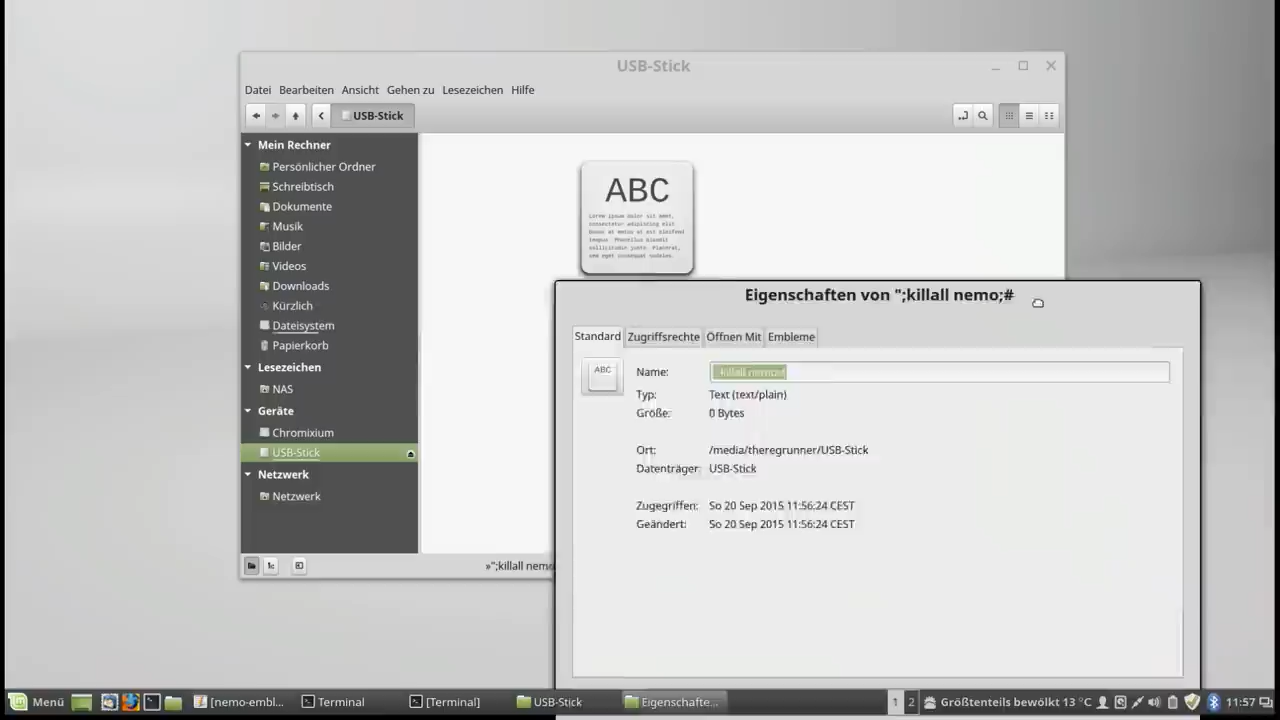 USB-Stick
Datei Bearbeiten Ansicht Gehen zu Lesezeichen Hilfe
USB-Stick
Mein Rechner
Persönlicher Ordner
Schreibtisch
Dokumente
Musik
Bilder
Videos
Downloads
Kürzlich
Dateisystem
Papierkorb
Lesezeichen
NAS
Geräte
Chromixium
USB-Stick
Netzwerk
Netzwerk
ABC
»";killall nemo
Eigenschaften von ";killall nemo;#
Standard Zugriffsrechte Öffnen Mit Embleme
ABC
Name: ";killall nemo;#
Typ: Text (text/plain)
Größe: 0 Bytes
Ort: /media/theregrunner/USB-Stick
Datenträger: USB-Stick
Zugegriffen: So 20 Sep 2015 11:56:24 CEST
Geändert: So 20 Sep 2015 11:56:24 CEST
Menü [nemo-embl... Terminal [Terminal] USB-Stick Eigenschafte... 1 2 Größtenteils bewölkt 13 °C 11:57